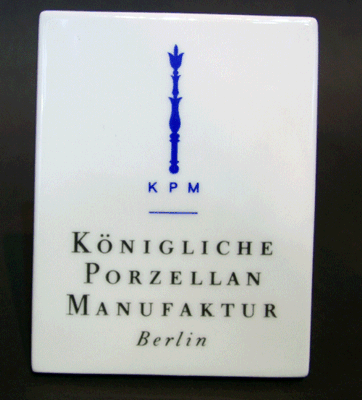 KPM
KÖNIGLICHE
PORZELLAN
MANUFAKTUR
Berlin